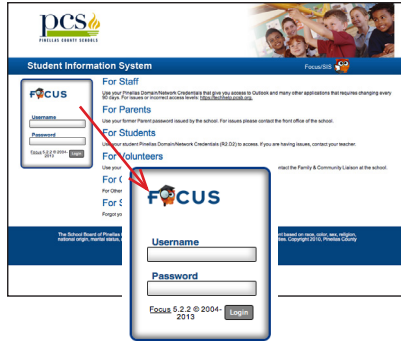 pcs
PINELLAS COUNTY SCHOOLS
Student Information System
Focus/SIS
FOCUS
Username
Password
Focus 5.2.2 © 2004-
2013
Login
For Staff
Use your Pinellas Domain/Network Credentials that give you access to Outlook and many other applications that requires changing every
90 days. For issues or incorrect access levels: https://techhelp.pcsb.org.
For Parents
Use your former Parent password issued by the school. For issues please contact the front office of the school.
For Students
Use your student Pinellas Domain/Network Credentials (R2.D2) to access. If you are having issues, contact your teacher.
For Volunteers
Use your
ntact the Family & Community Liaison at the school.
For
For Other
For S
Forgot yo
The School Board of Pinellas
nt based on race, color, sex, religion,
national origin, marital status,
ties. Copyright 2010, Pinellas County
FOCUS
Username
Password
Focus 5.2.2 © 2004-
2013
Login